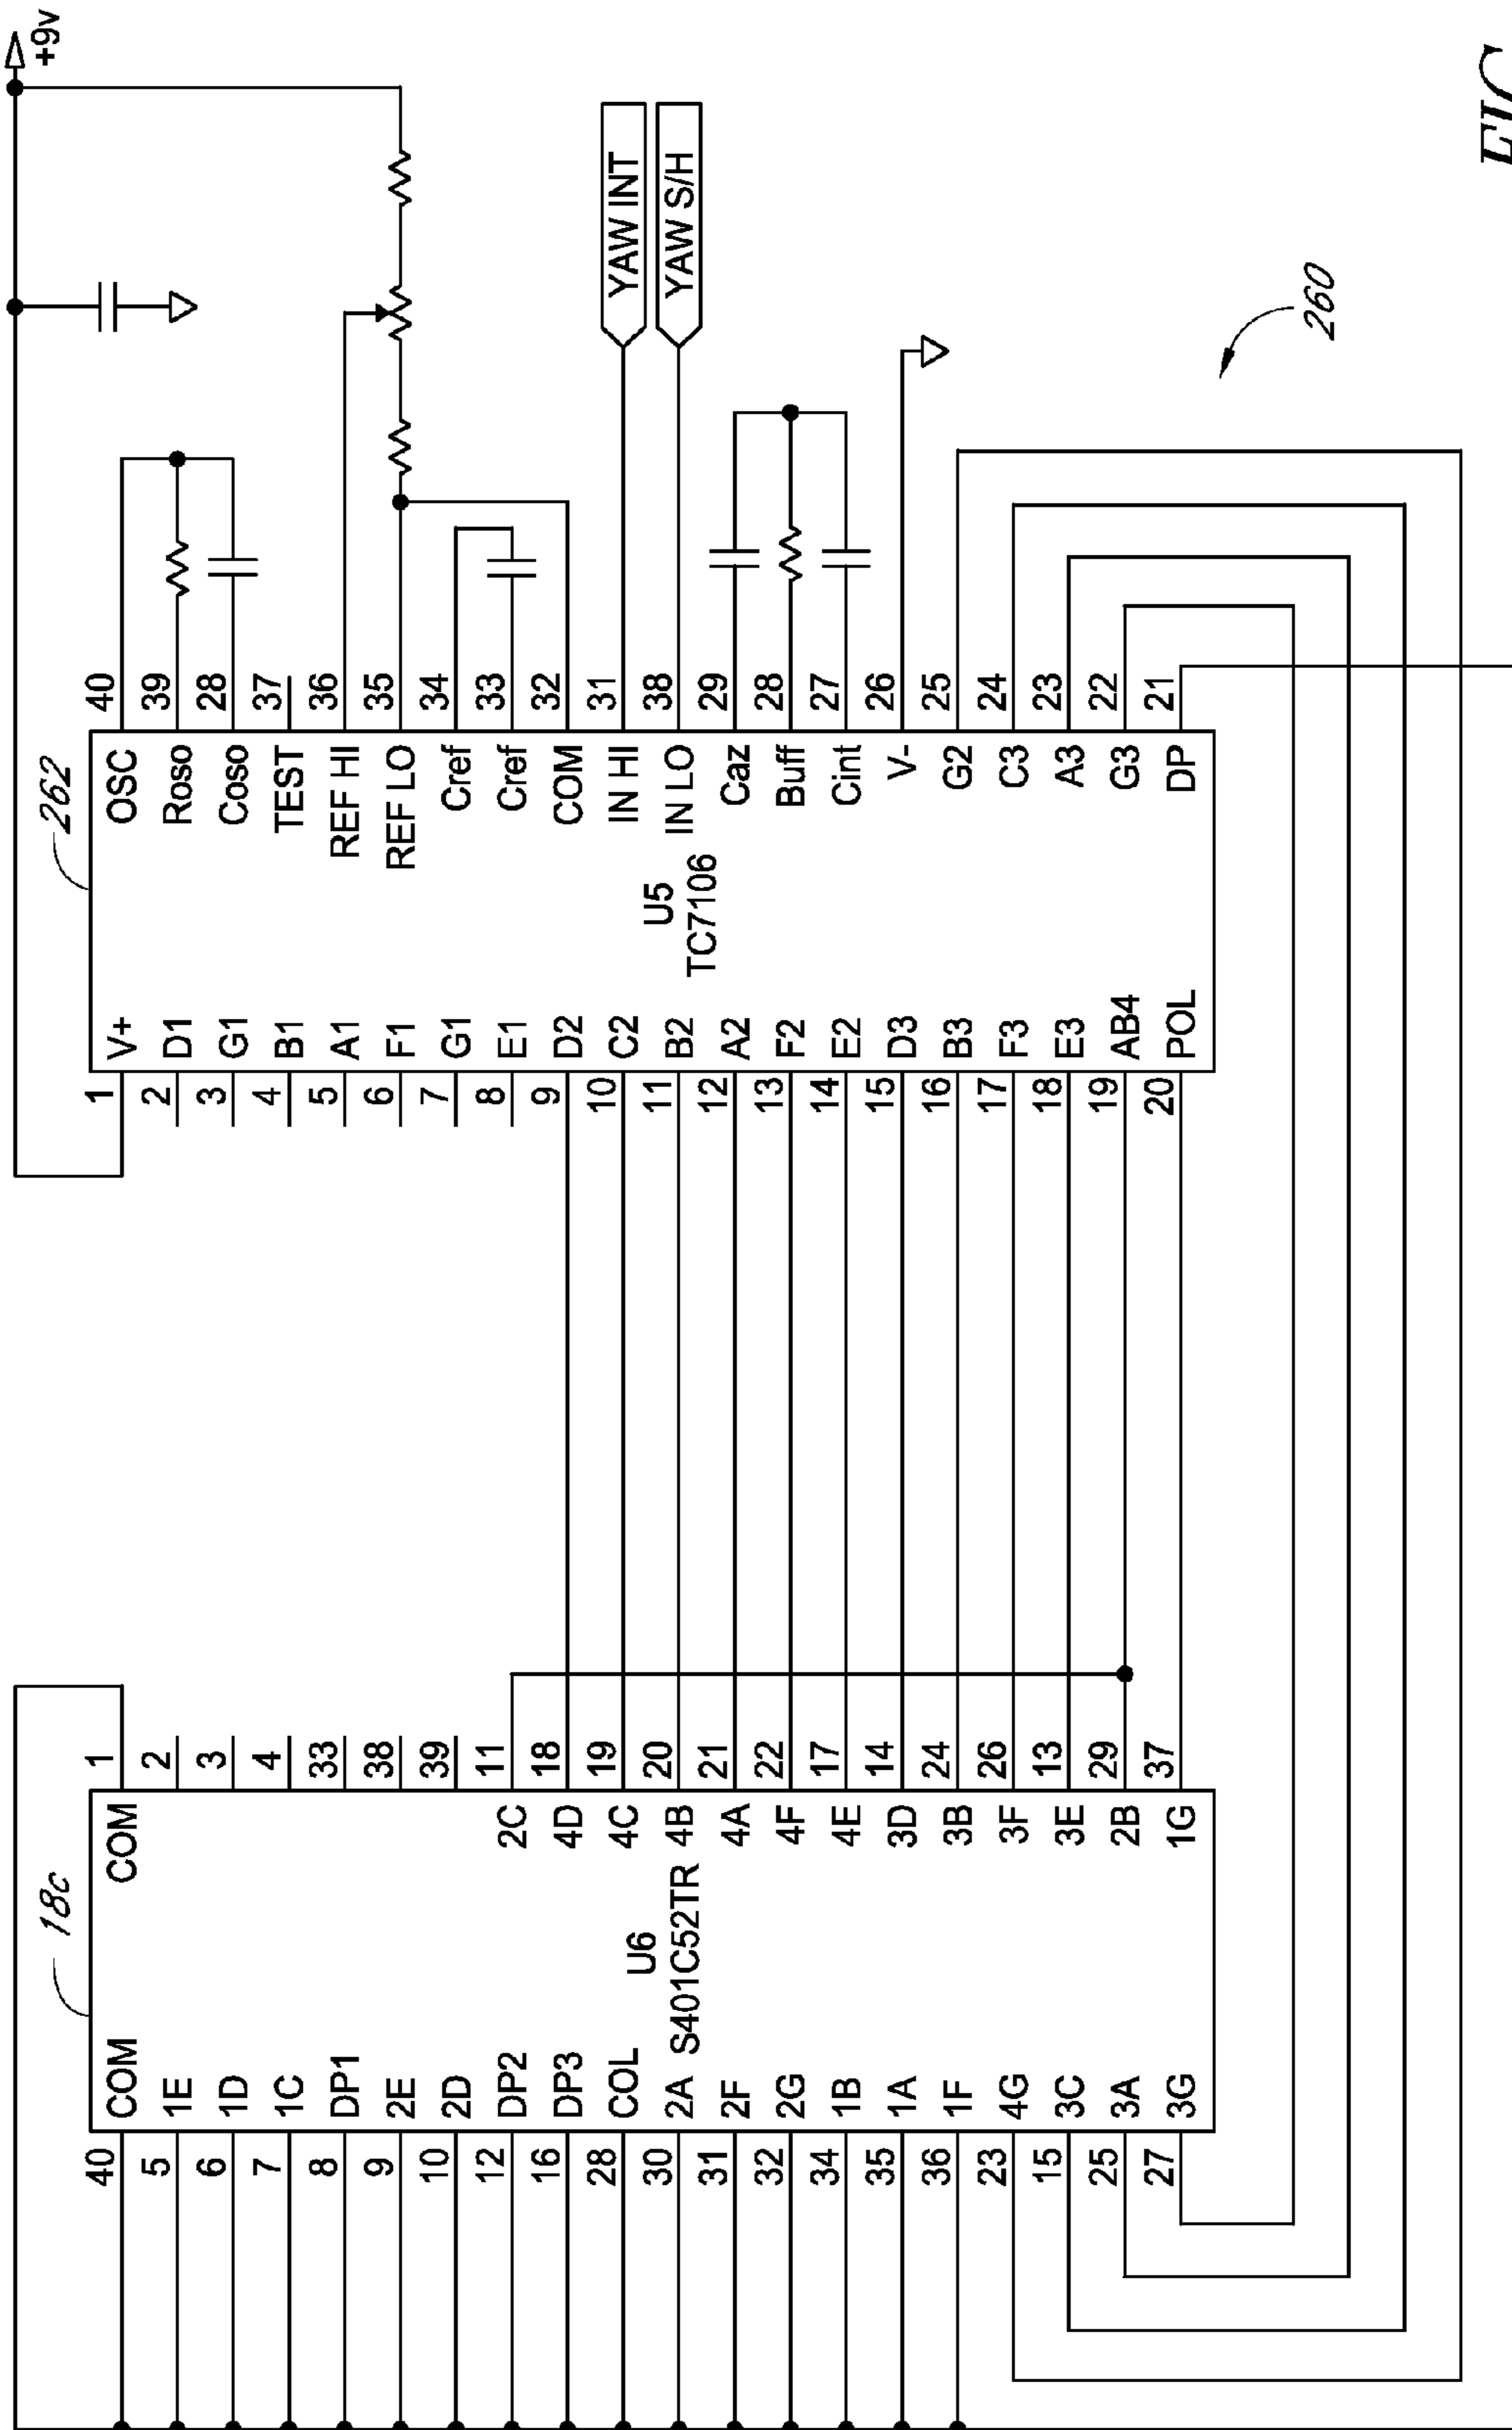 +9v
262
1 V+ OSC 40
2 D1 Roso 39
3 G1 Coso 28
4 B1 TEST 37
5 A1 REF HI 36
6 F1 REF LO 35
7 G1 Cref 34
8 E1 Cref 33
9 D2 COM 32
10 C2 IN HI 31
11 B2 IN LO 38
12 A2 Caz 29
13 F2 Buff 28
14 E2 Cint 27
15 D3 V- 26
16 B3 G2 25
17 F3 C3 24
18 E3 A3 23
19 AB4 G3 22
20 POL DP 21
U5
TC7106
YAW INT
YAW S/H
260
18c
40 COM COM 1
5 1E 2
6 1D 3
7 1C 4
8 DP1 33
9 2E 38
10 2D 39
12 DP2 2C 11
16 DP3 4D 18
28 COL 4C 19
30 2A 4B 20
31 2F 4A 21
32 2G 4F 22
34 1B 4E 17
35 1A 3D 14
36 1F 3B 24
23 4G 3F 26
15 3C 3E 13
25 3A 2B 29
27 3G 1G 37
U6
S401C52TR